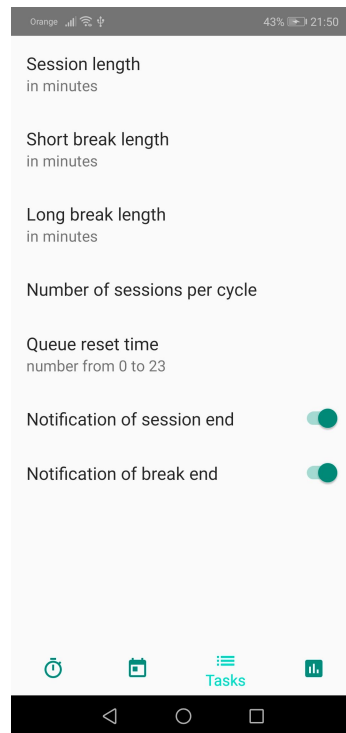 Orange 43% 21:50
Session length
in minutes
Short break length
in minutes
Long break length
in minutes
Number of sessions per cycle
Queue reset time
number from 0 to 23
Notification of session end
Notification of break end
Tasks